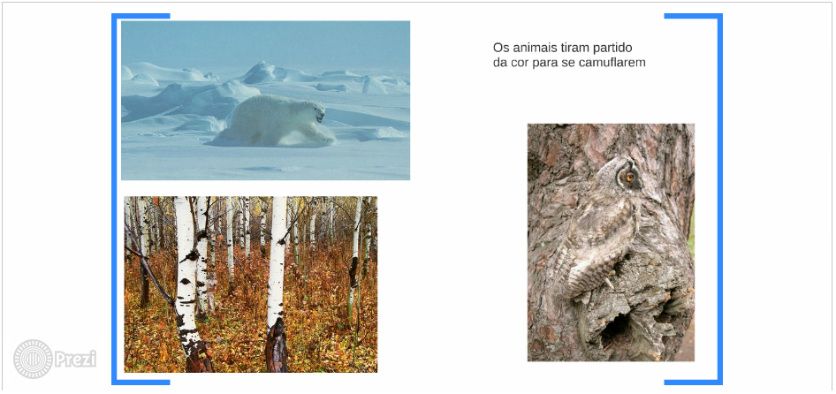 Os animais tiram partido
da cor para se camuflarem
Prezi